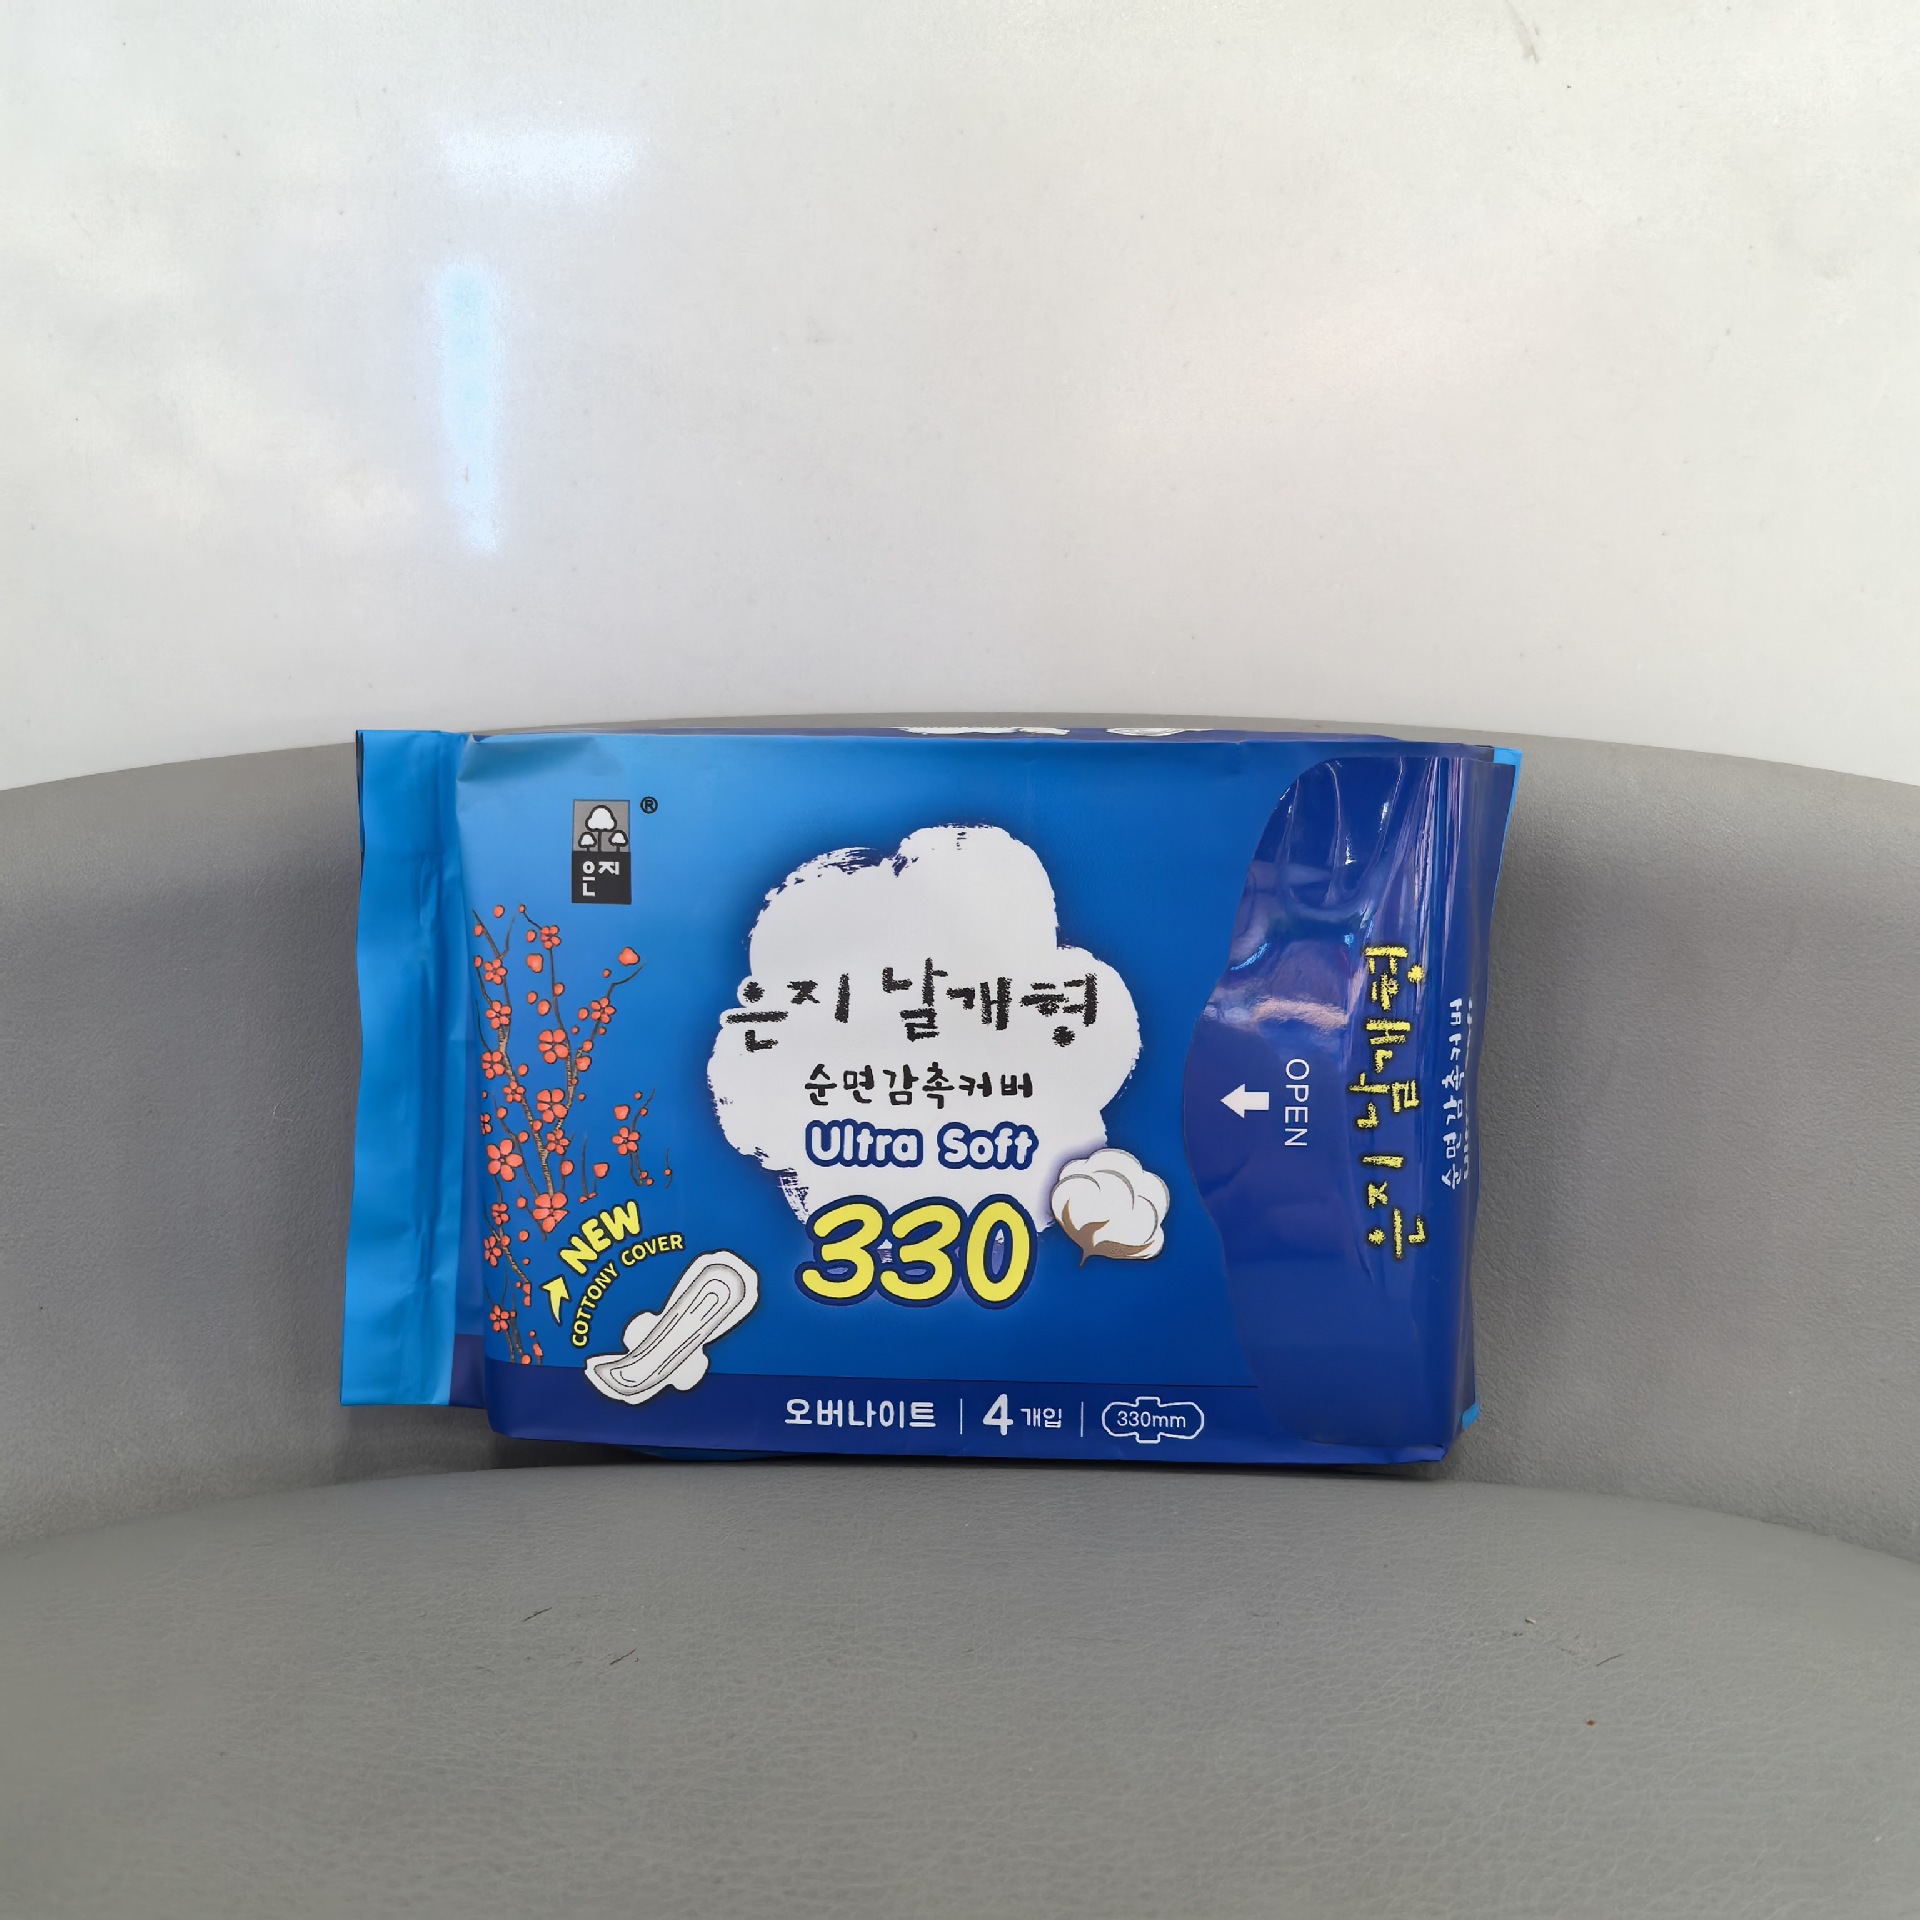 ®
은지
은지 날개형
순면감촉커버
Ultra Soft
330
NEW
COTTONY COVER
오버나이트 | 4개입 | 330mm
OPEN
은지 날개형
순면감촉커버